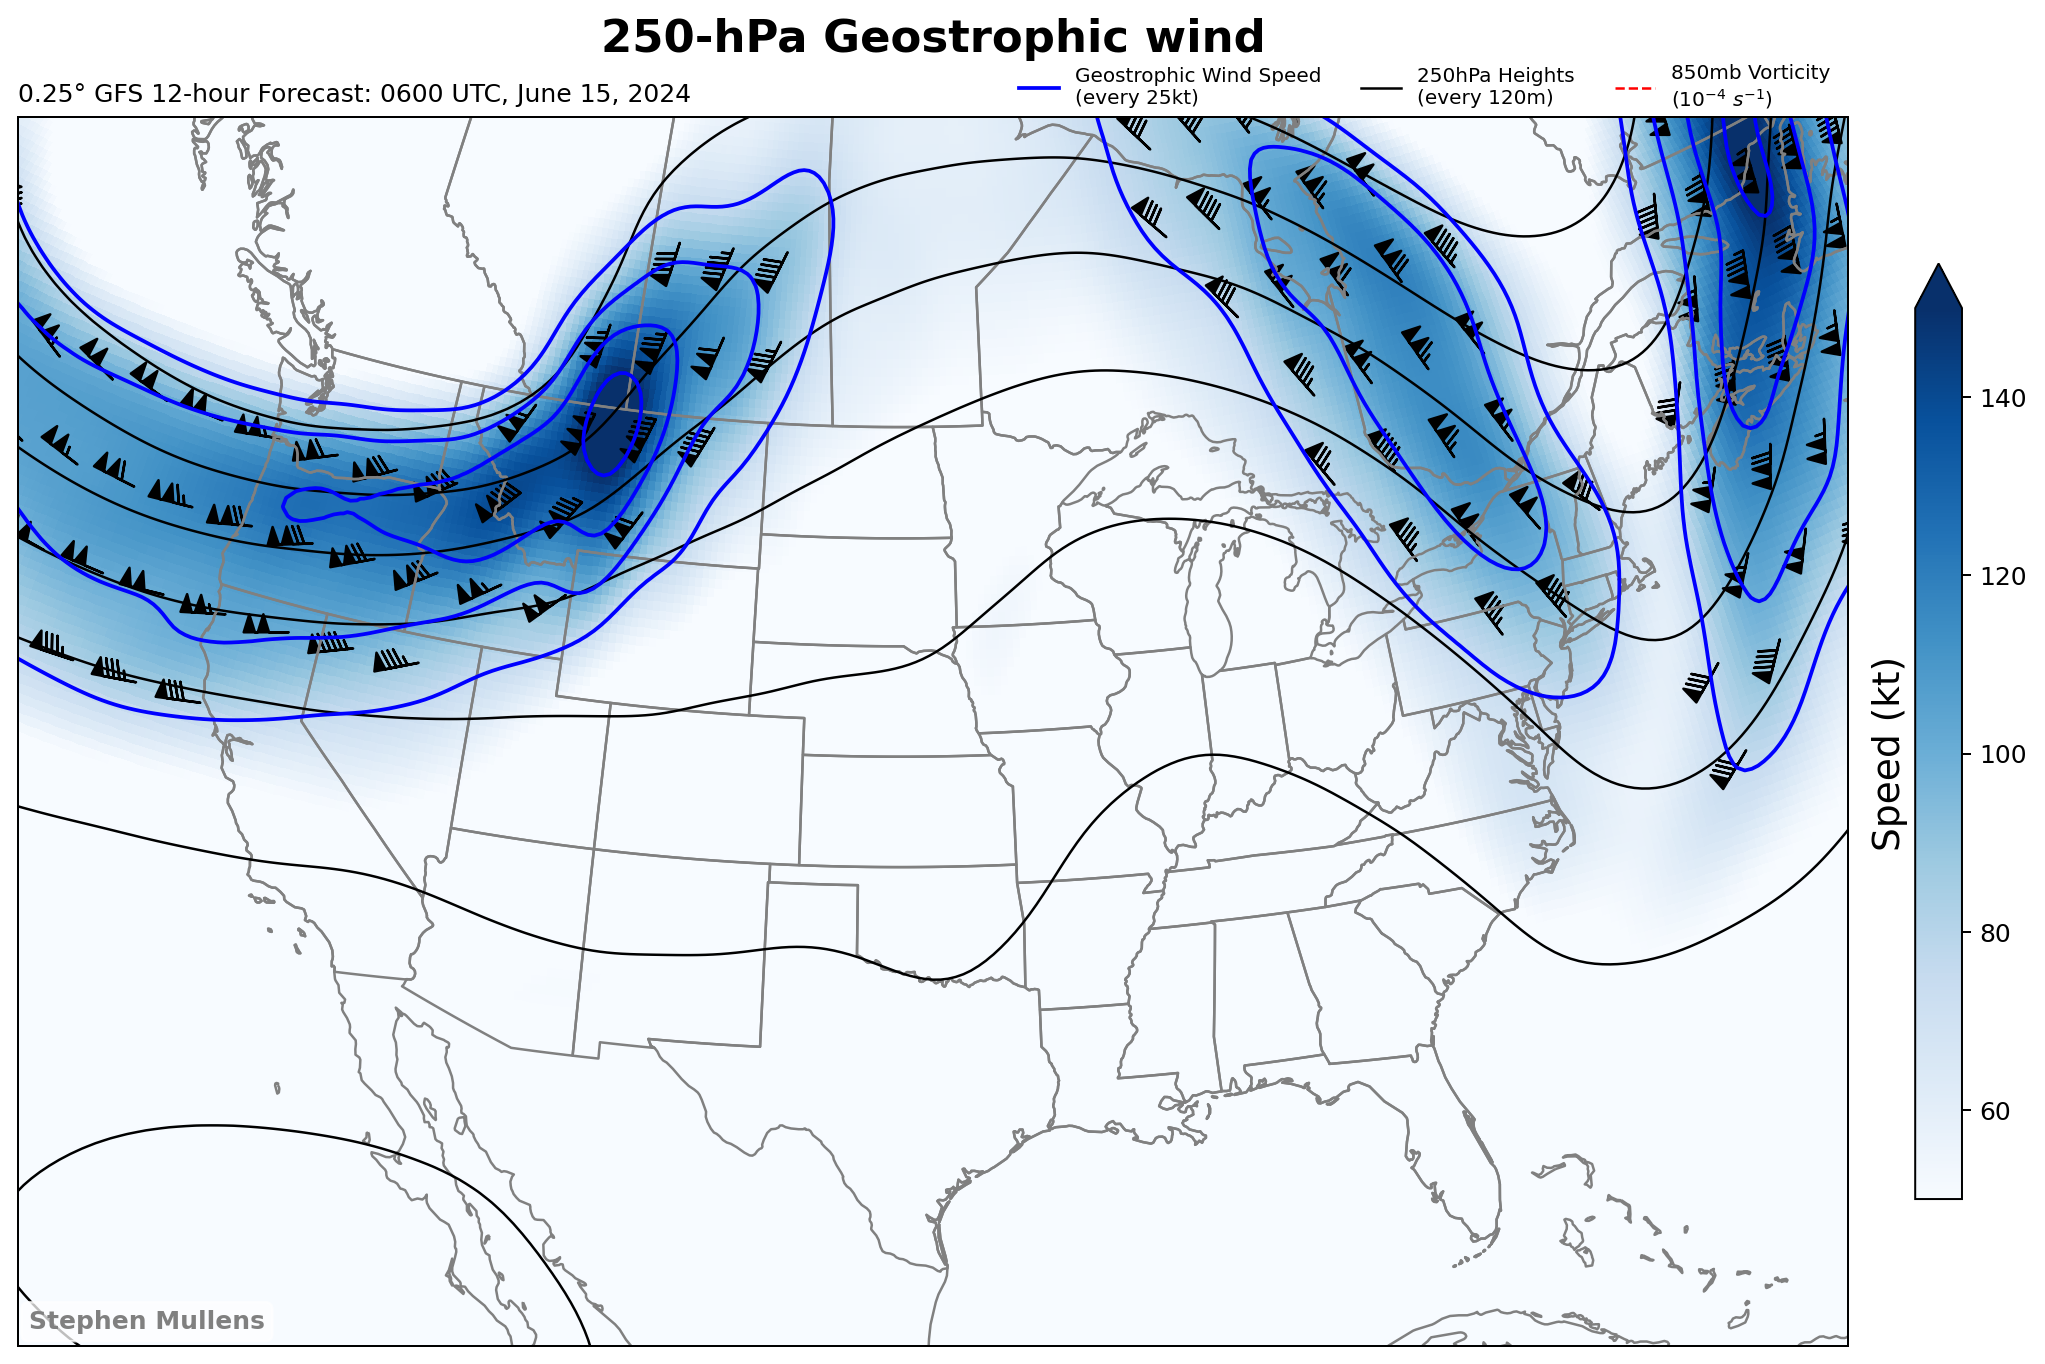 250-hPa Geostrophic wind
0.25° GFS 12-hour Forecast: 0600 UTC, June 15, 2024
Geostrophic Wind Speed
(every 25kt)
250hPa Heights
(every 120m)
850mb Vorticity
(10⁻⁴ s⁻¹)
140
120
100
80
60
Speed (kt)
Stephen Mullens